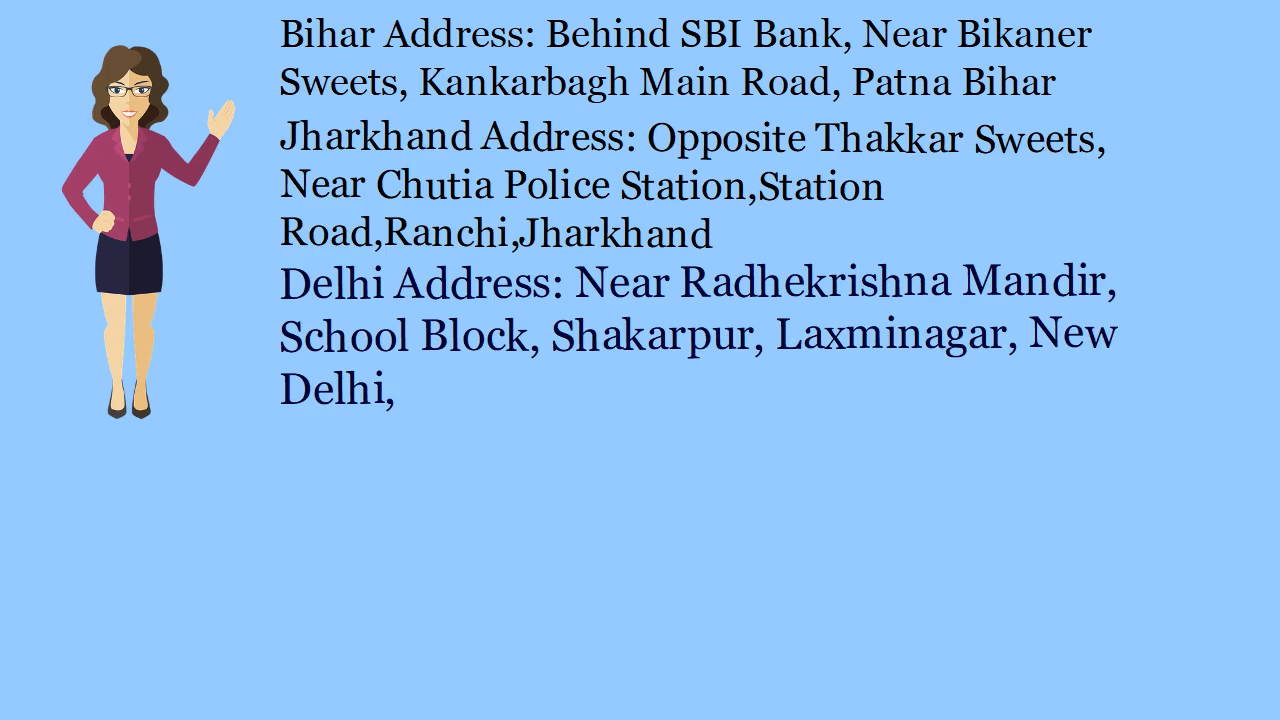 Bihar Address: Behind SBI Bank, Near Bikaner
Sweets, Kankarbagh Main Road, Patna Bihar
Jharkhand Address: Opposite Thakkar Sweets,
Near Chutia Police Station,Station
Road,Ranchi,Jharkhand
Delhi Address: Near Radhekrishna Mandir,
School Block, Shakarpur, Laxminagar, New
Delhi,